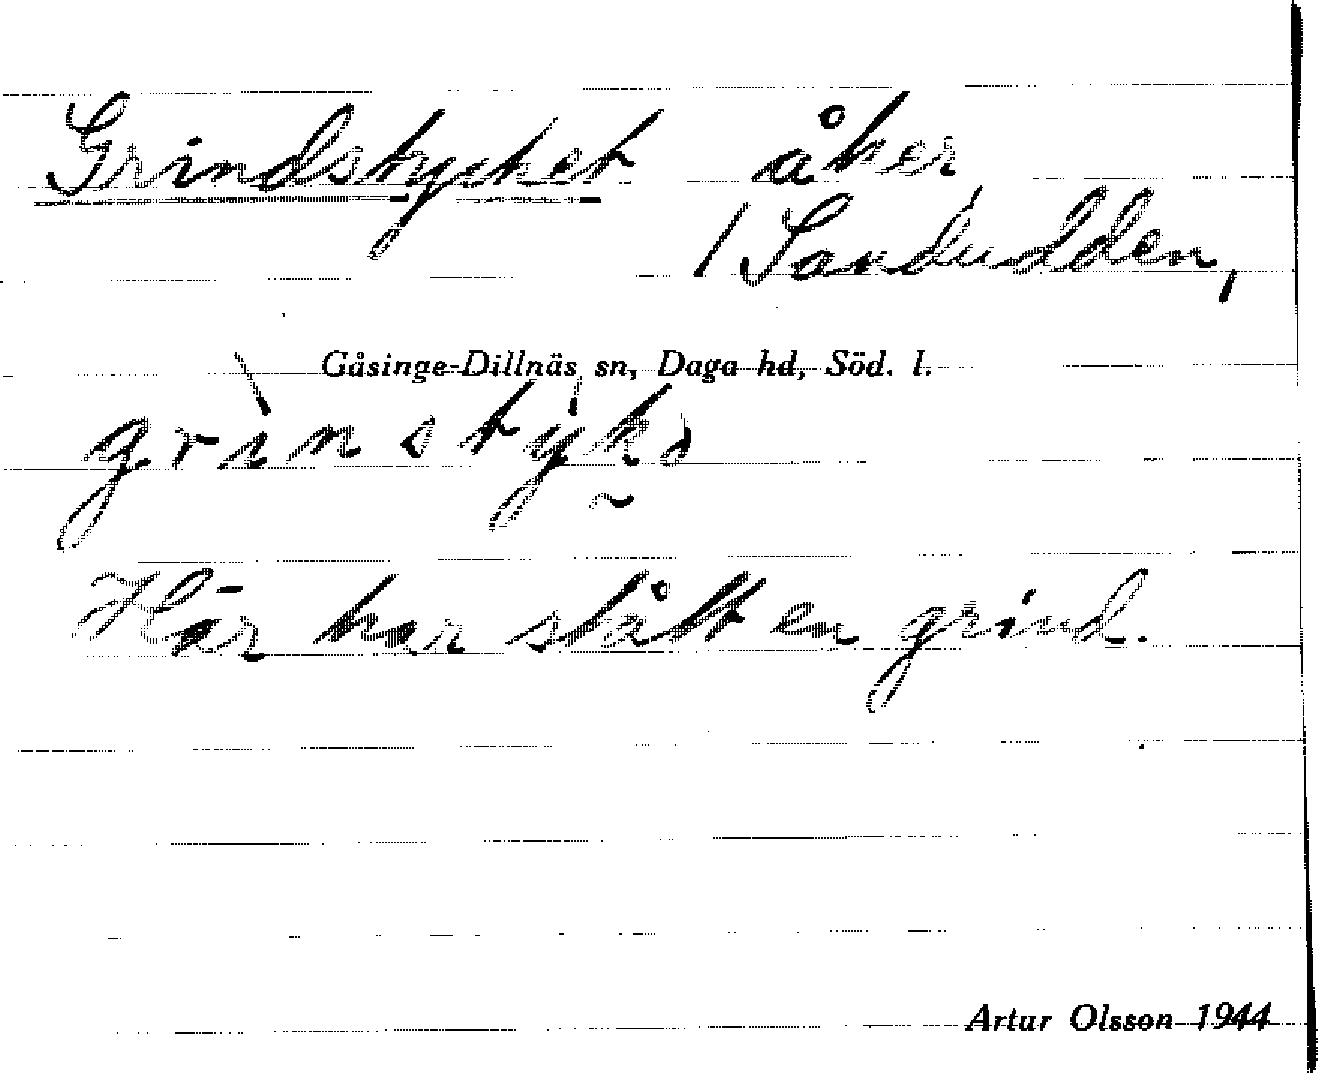 Grindstycket åker
/ Sandudden,
Gåsinge-Dillnäs sn, Daga hd, Söd. l.
Här har stått en grind.
Artur Olsson 1944